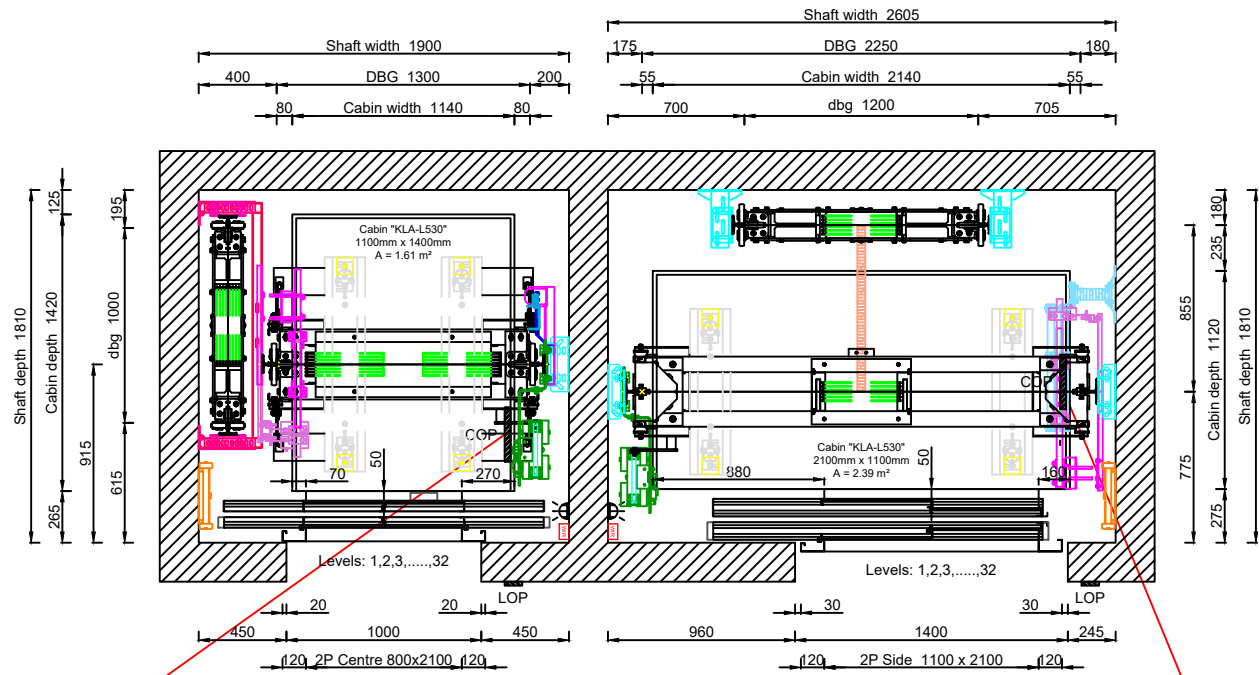 Shaft width 2605
Shaft width 1900
175
DBG 2250
180
400
DBG 1300
200
55
Cabin width 2140
55
80
Cabin width 1140
80
700
dbg 1200
705
Shaft depth 1810
125
Cabin depth 1420
265
915
195
dbg 1000
615
Cabin "KLA-L530"
1100mm x 1400mm
A = 1.61 m²
COP
70
50
270
COP
Cabin "KLA-L530"
2100mm x 1100mm
A = 2.39 m²
880
50
160
855
775
180
235
Cabin depth 1120
275
Shaft depth 1810
Levels: 1,2,3,.....,32
Levels: 1,2,3,.....,32
LOP
LOP
20
20
30
30
450
1000
450
960
1400
245
120
2P Centre 800x2100
120
120
2P Side 1100 x 2100
120